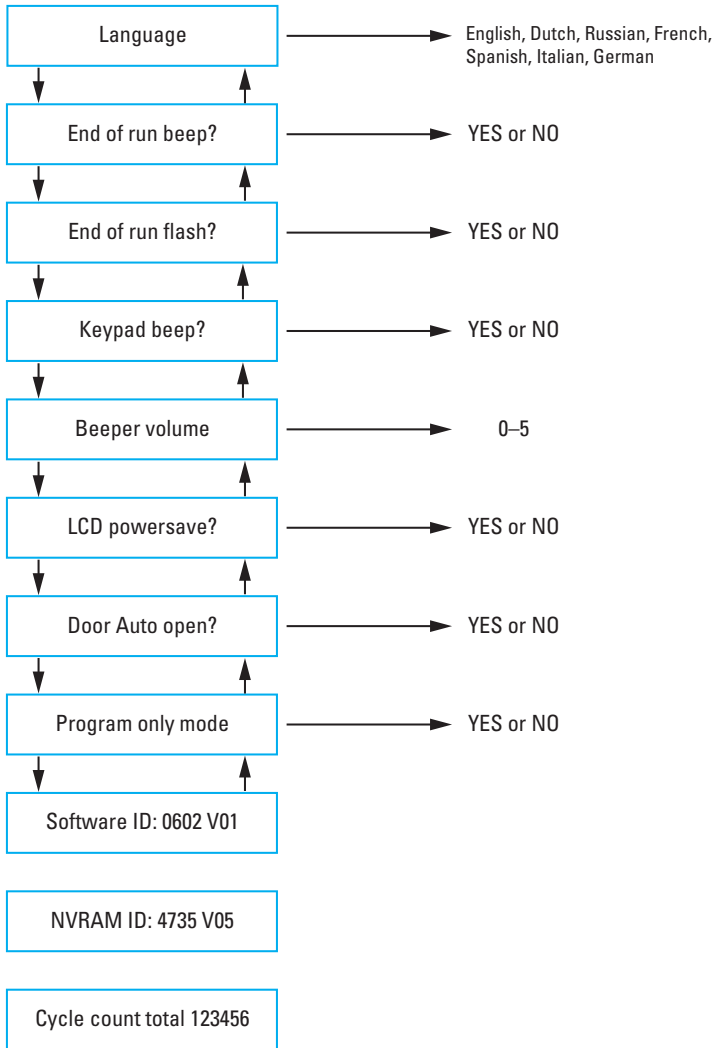 Language
English, Dutch, Russian, French,
Spanish, Italian, German
End of run beep?
YES or NO
End of run flash?
YES or NO
Keypad beep?
YES or NO
Beeper volume
0–5
LCD powersave?
YES or NO
Door Auto open?
YES or NO
Program only mode
YES or NO
Software ID: 0602 V01
NVRAM ID: 4735 V05
Cycle count total 123456